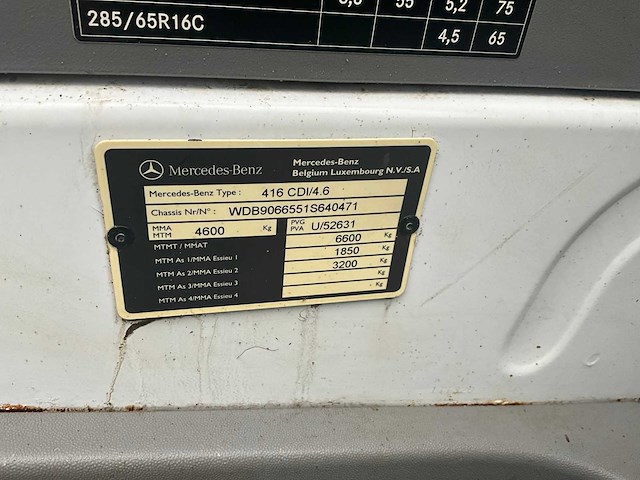 55 5,2 75
285/65R16C 4,5 65
Mercedes-Benz
Mercedes-Benz
Belgium Luxembourg N.V./S.A
Mercedes-Benz Type : 416 CDI/4.6
Chassis Nr/N° : WDB9066551S640471
MMA
MTM 4600 Kg
PVG
PVA U/52631
MTMT / MMAT 6600 Kg
MTM As 1/MMA Essieu 1 1850 Kg
MTM As 2/MMA Essieu 2 3200 Kg
MTM As 3/MMA Essieu 3 Kg
MTM As 4/MMA Essieu 4 Kg